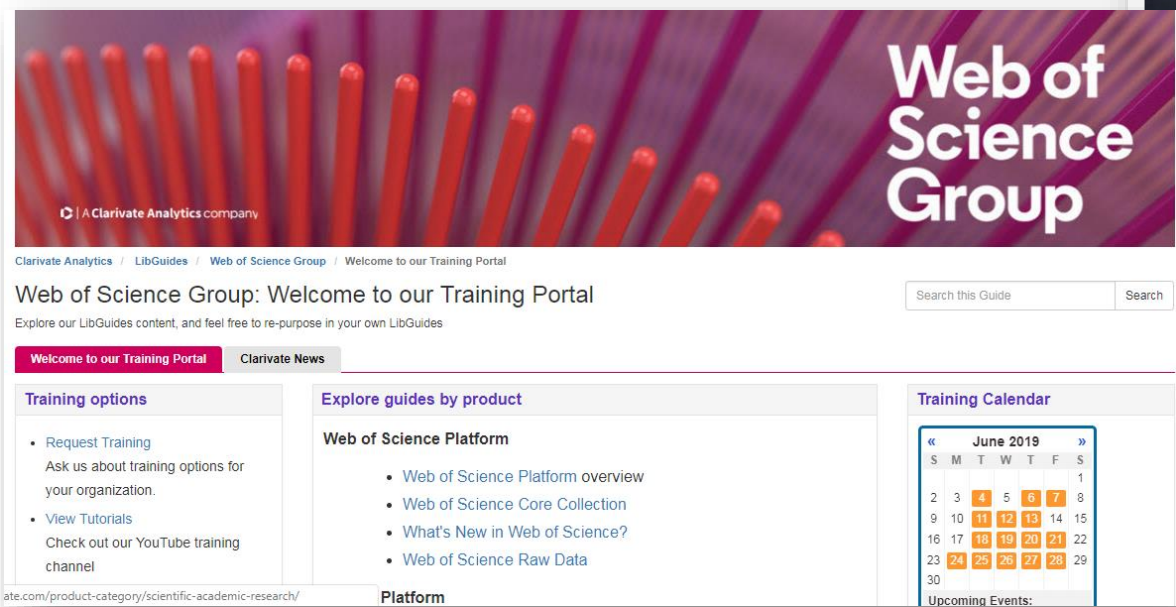 Web of
Science
Group
A Clarivate Analytics company
Clarivate Analytics / LibGuides / Web of Science Group / Welcome to our Training Portal
Web of Science Group: Welcome to our Training Portal
Search this Guide Search
Explore our LibGuides content, and feel free to re-purpose in your own LibGuides
Welcome to our Training Portal Clarivate News
Training options
• Request Training
Ask us about training options for
your organization.
• View Tutorials
Check out our YouTube training
channel
ate.com/product-category/scientific-academic-research/
Explore guides by product
Web of Science Platform
• Web of Science Platform overview
• Web of Science Core Collection
• What's New in Web of Science?
• Web of Science Raw Data
Platform
Training Calendar
« June 2019 »
S M T W T F S
1
2 3 4 5 6 7 8
9 10 11 12 13 14 15
16 17 18 19 20 21 22
23 24 25 26 27 28 29
30
Upcoming Events: